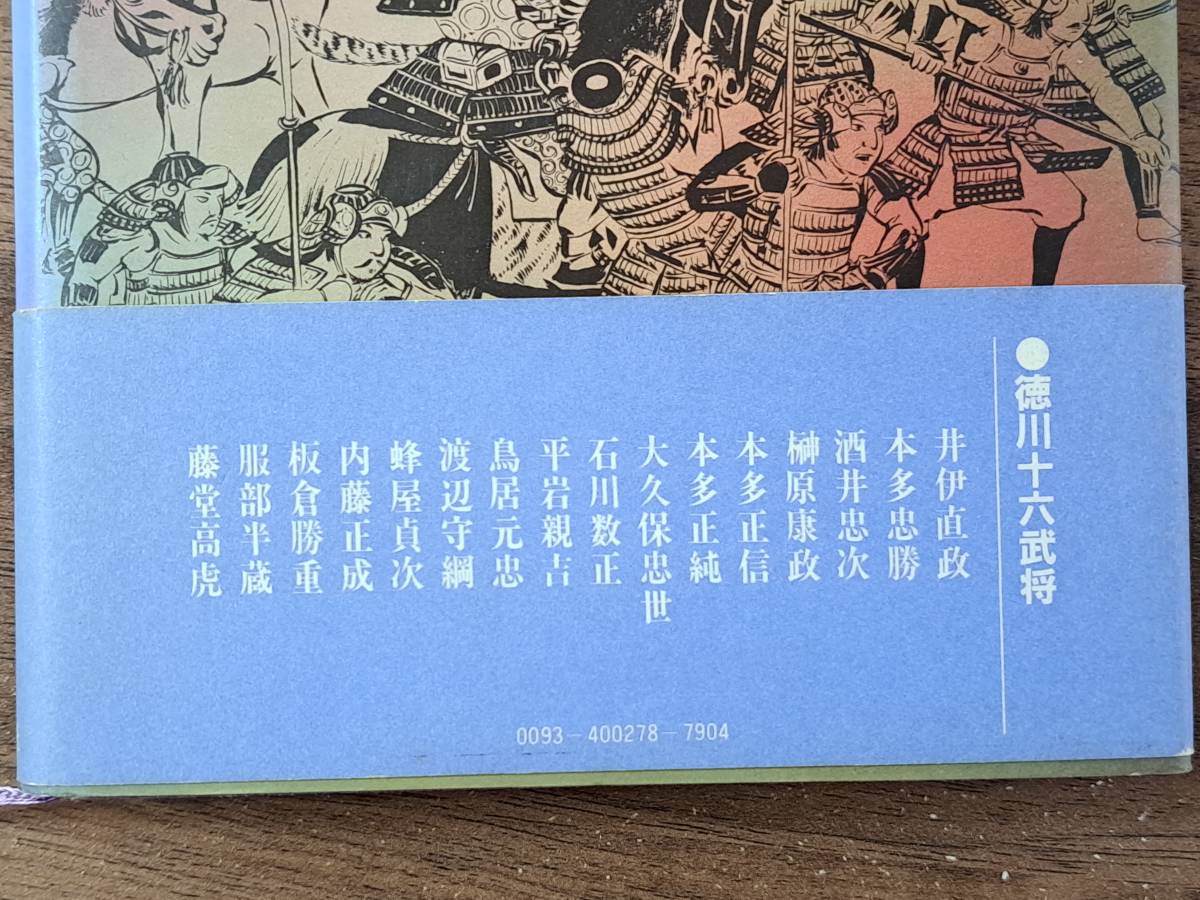 ●徳川十六武将
井伊直政
本多忠勝
酒井忠次
榊原康政
本多正信
本多正純
大久保忠世
石川数正
平岩親吉
鳥居元忠
渡辺守綱
蜂屋貞次
内藤正成
板倉勝重
服部半蔵
藤堂高虎
0093-400278-7904